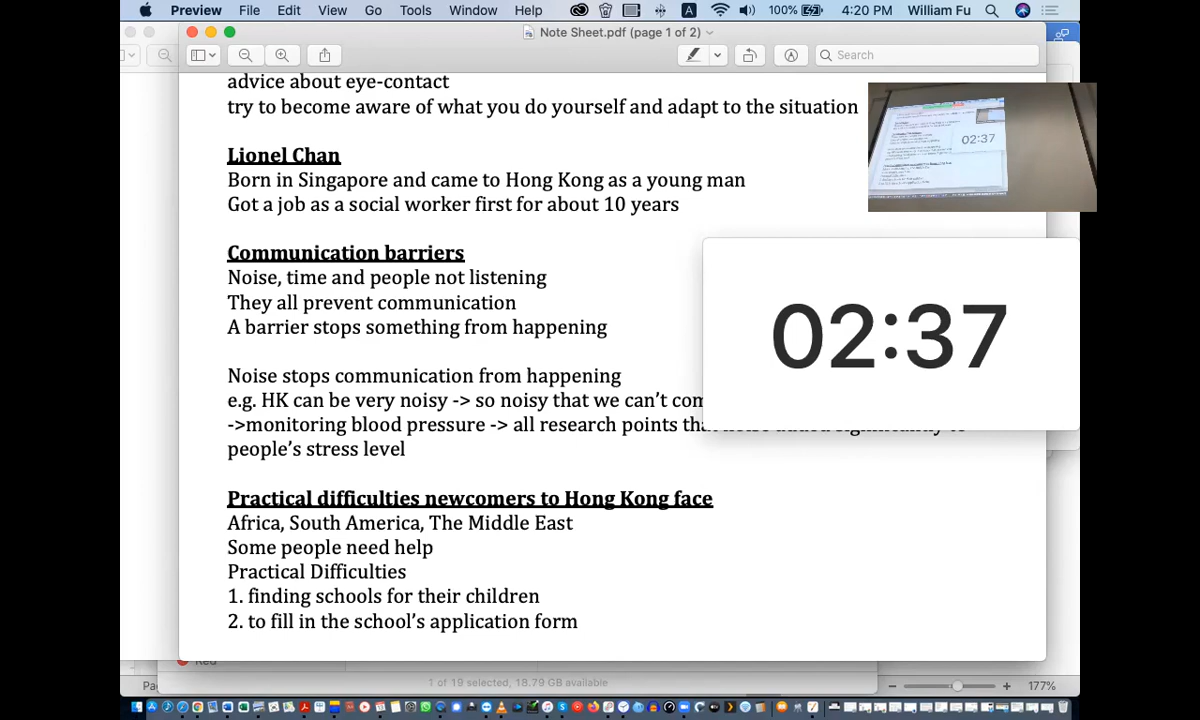 Preview File Edit View Go Tools Window Help 100% 4:20 PM William Fu
Note Sheet.pdf (page 1 of 2)
Search
advice about eye-contact
try to become aware of what you do yourself and adapt to the situation
Lionel Chan
Born in Singapore and came to Hong Kong as a young man
Got a job as a social worker first for about 10 years
Communication barriers
Noise, time and people not listening
They all prevent communication
A barrier stops something from happening
Noise stops communication from happening
e.g. HK can be very noisy -> so noisy that we can't com
->monitoring blood pressure -> all research points
people's stress level
Practical difficulties newcomers to Hong Kong face
Africa, South America, The Middle East
Some people need help
Practical Difficulties
1. finding schools for their children
2. to fill in the school's application form
02:37
02:37
Red
1 of 19 selected, 18.79 GB available
Pa
177%